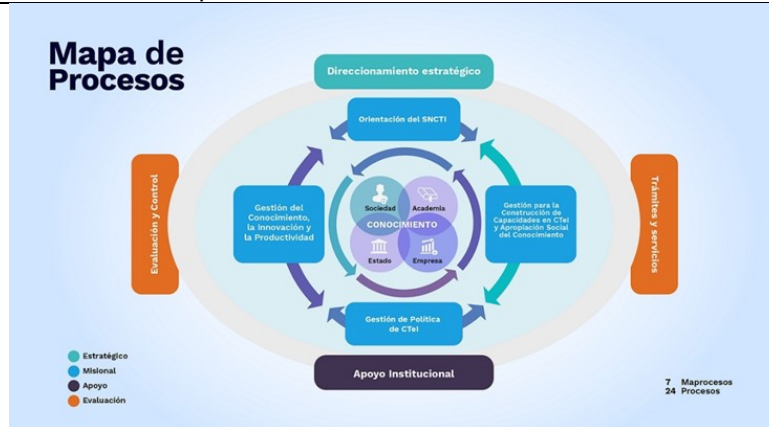 Mapa de
Procesos
Direccionamiento estratégico
Orientación del SNCTI
Evaluación y Control
Gestión del
Conocimiento,
la Innovación y
la Productividad
Sociedad
Academia
CONOCIMIENTO
Estado
Empresa
Gestión para la
Construcción de
Capacidades en CTeI
y Apropiación Social
del Conocimiento
Trámites y servicios
Gestión de Política
de CTeI
Apoyo Institucional
Estratégico
Misional
Apoyo
Evaluación
7 Maprocesos
24 Procesos